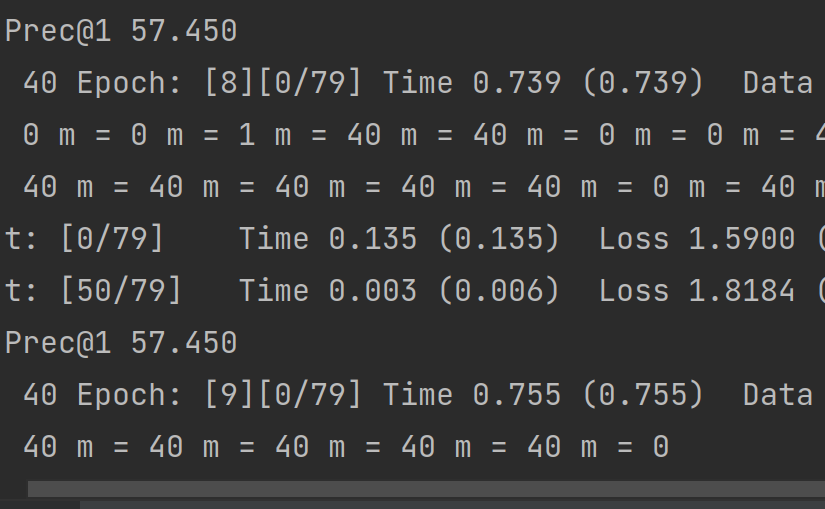 Prec@1 57.450
40 Epoch: [8][0/79] Time 0.739 (0.739) Data
0 m = 0 m = 1 m = 40 m = 40 m = 0 m = 0 m = 4
40 m = 40 m = 40 m = 40 m = 40 m = 0 m = 40 m
t: [0/79] Time 0.135 (0.135) Loss 1.5900 (
t: [50/79] Time 0.003 (0.006) Loss 1.8184 (
Prec@1 57.450
40 Epoch: [9][0/79] Time 0.755 (0.755) Data
40 m = 40 m = 40 m = 40 m = 40 m = 0